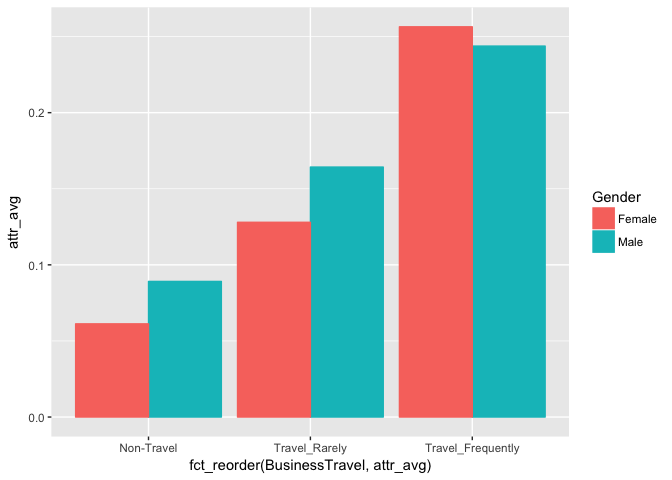 attr_avg
0.2
0.1
0.0
Non-Travel
Travel_Rarely
Travel_Frequently
fct_reorder(BusinessTravel, attr_avg)
Gender
Female
Male